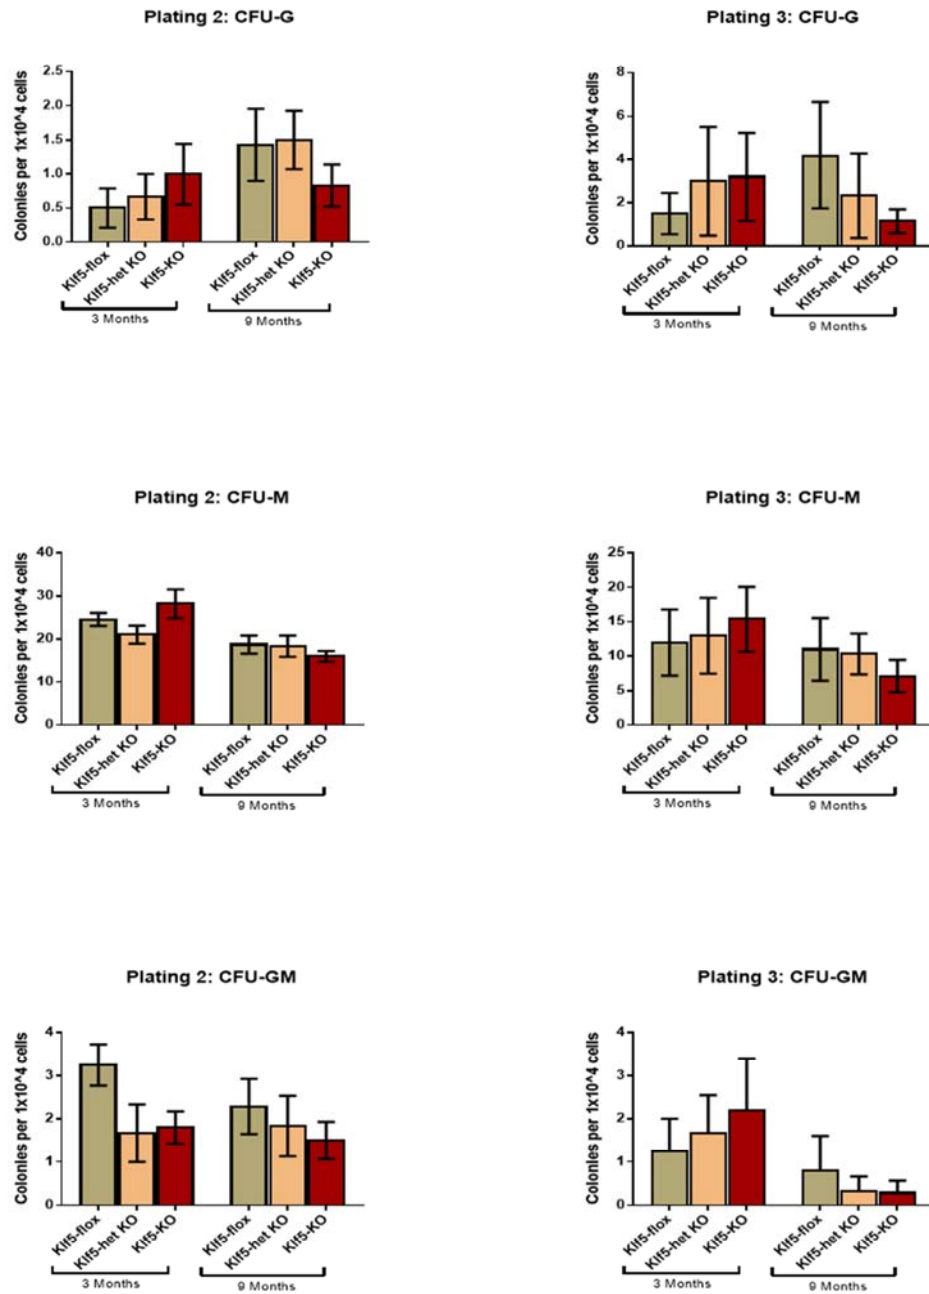 Plating 2: CFU-G
Colonies per 1x10^4 cells
2.5
2.0
1.5
1.0
0.5
0.0
Klf5-flox
Klf5-het KO
Klf5-KO
Klf5-flox
Klf5-het KO
Klf5-KO
3 Months
9 Months
Plating 3: CFU-G
Colonies per 1x10^4 cells
8
6
4
2
0
Klf5-flox
Klf5-het KO
Klf5-KO
Klf5-flox
Klf5-het KO
Klf5-KO
3 Months
9 Months
Plating 2: CFU-M
Colonies per 1x10^4 cells
40
30
20
10
0
Klf5-flox
Klf5-het KO
Klf5-KO
Klf5-flox
Klf5-het KO
Klf5-KO
3 Months
9 Months
Plating 3: CFU-M
Colonies per 1x10^4 cells
25
20
15
10
5
0
Klf5-flox
Klf5-het KO
Klf5-KO
Klf5-flox
Klf5-het KO
Klf5-KO
3 Months
9 Months
Plating 2: CFU-GM
Colonies per 1x10^4 cells
4
3
2
1
0
Klf5-flox
Klf5-het KO
Klf5-KO
Klf5-flox
Klf5-het KO
Klf5-KO
3 Months
9 Months
Plating 3: CFU-GM
Colonies per 1x10^4 cells
4
3
2
1
0
Klf5-flox
Klf5-het KO
Klf5-KO
Klf5-flox
Klf5-het KO
Klf5-KO
3 Months
9 Months